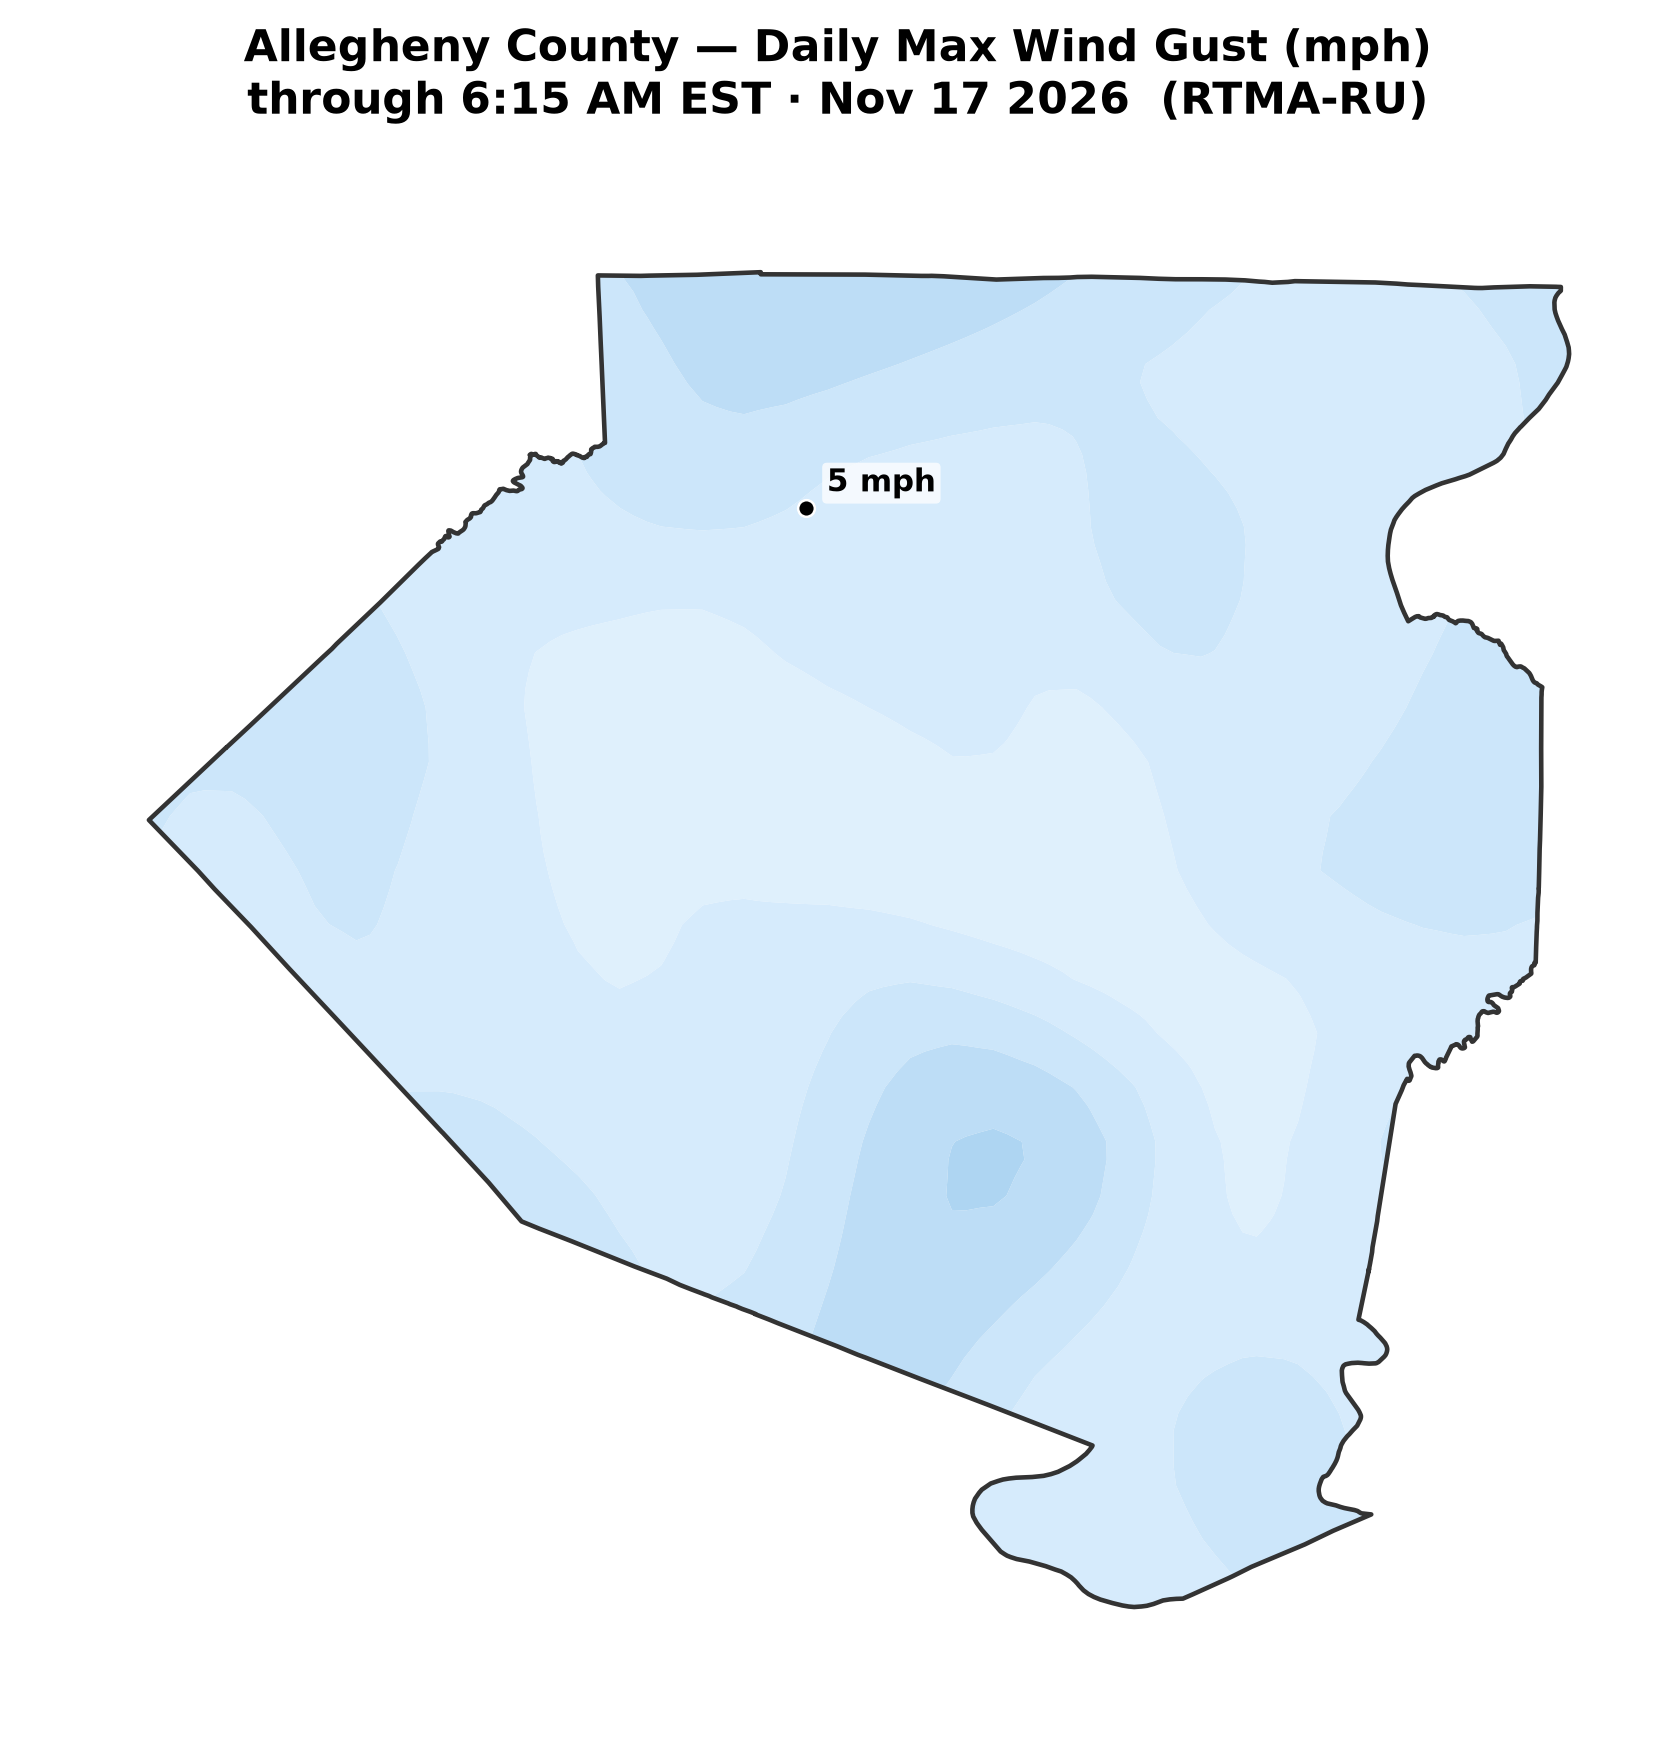 Allegheny County — Daily Max Wind Gust (mph)
through 6:15 AM EST · Nov 17 2026 (RTMA-RU)
5 mph